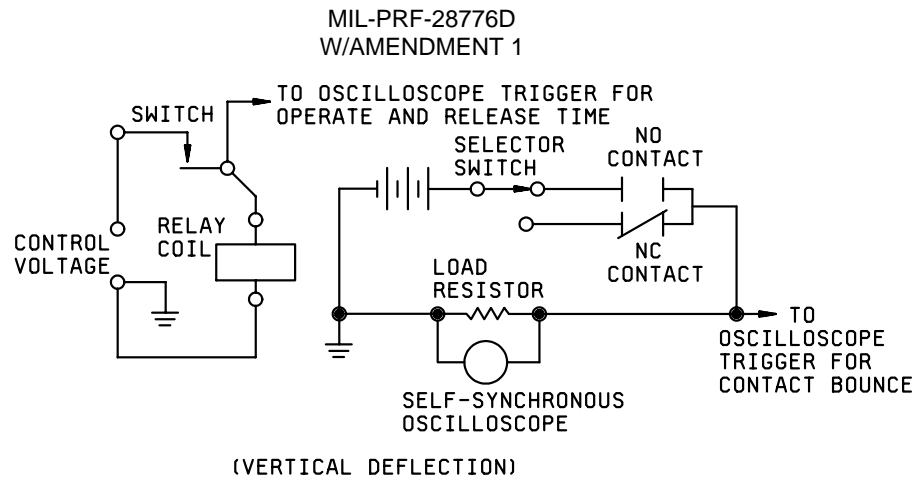 MIL-PRF-28776D
W/AMENDMENT 1
TO OSCILLOSCOPE TRIGGER FOR
OPERATE AND RELEASE TIME
SWITCH
SELECTOR
SWITCH
NO
CONTACT
CONTROL
VOLTAGE
RELAY
COIL
NC
CONTACT
LOAD
RESISTOR
TO
OSCILLOSCOPE
TRIGGER FOR
CONTACT BOUNCE
SELF-SYNCHRONOUS
OSCILLOSCOPE
(VERTICAL DEFLECTION)